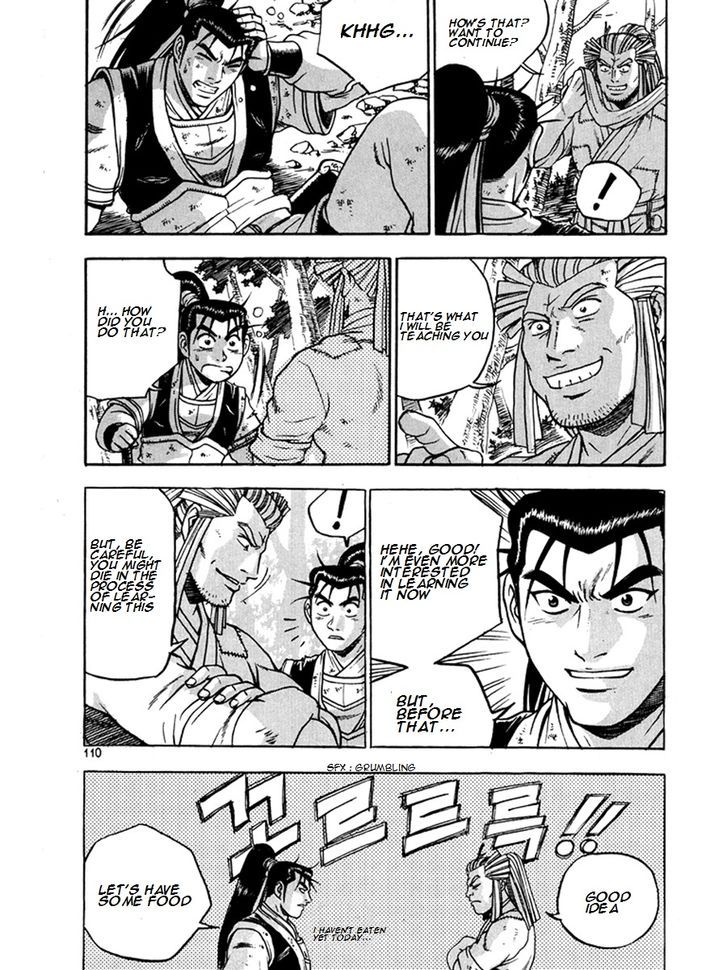 KHHG...
HOW'S THAT?
WANT TO
CONTINUE?
!
H... HOW
DID YOU
DO THAT?
THAT'S WHAT
I WILL BE
TEACHING YOU
BUT, BE
CAREFUL,
YOU MIGHT
DIE IN THE
PROCESS
OF LEAR-
NING THIS
!
HEHE, GOOD!
I'M EVEN MORE
INTERESTED
IN LEARNING
IT NOW
BUT,
BEFORE
THAT...
110
SFX : GRUMBLING
꼬르르륵!!
LET'S HAVE
SOME FOOD
I HAVEN'T EATEN
YET TODAY...
GOOD
IDEA